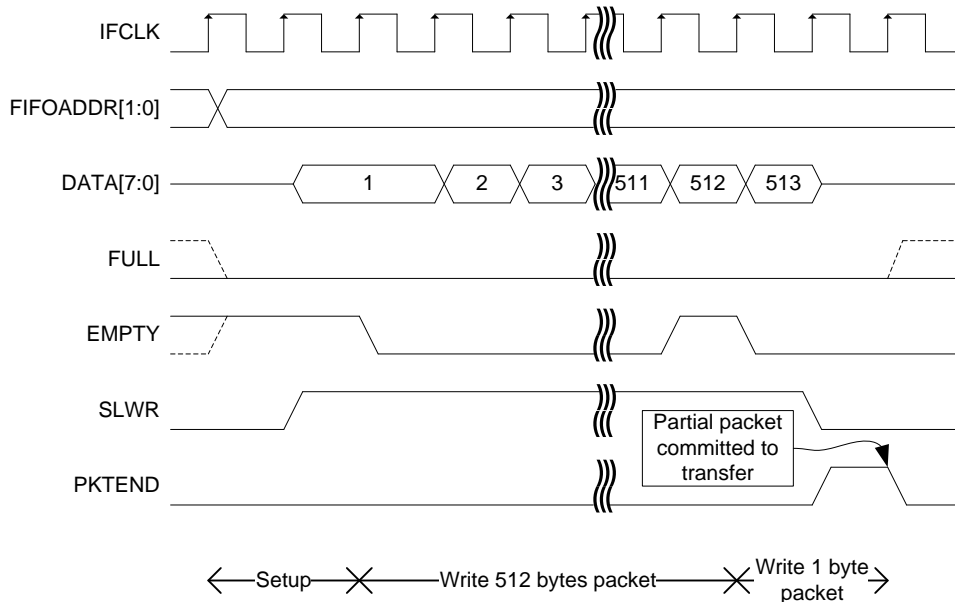 IFCLK
FIFOADDR[1:0]
DATA[7:0]
1
2
3
511
512
513
FULL
EMPTY
SLWR
Partial packet
committed to
transfer
PKTEND
Setup
Write 512 bytes packet
Write 1 byte
packet